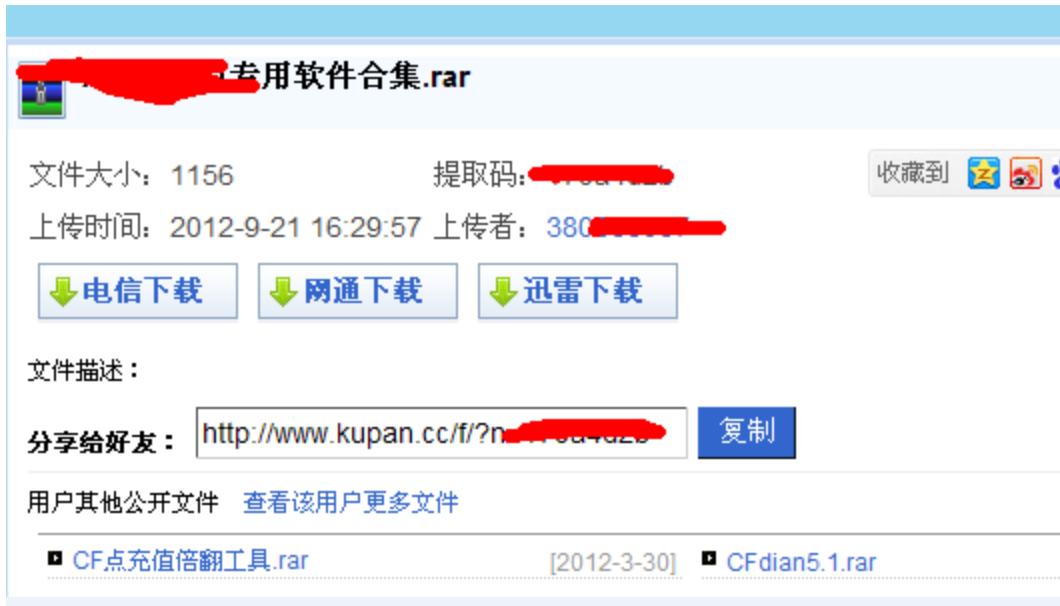 专用软件合集.rar
文件大小：1156 提取码： 收藏到
上传时间：2012-9-21 16:29:57 上传者：380
电信下载 网通下载 迅雷下载
文件描述：
分享给好友： http://www.kupan.cc/f/?n 复制
用户其他公开文件 查看该用户更多文件
CF点充值倍翻工具.rar [2012-3-30] CFdian5.1.rar